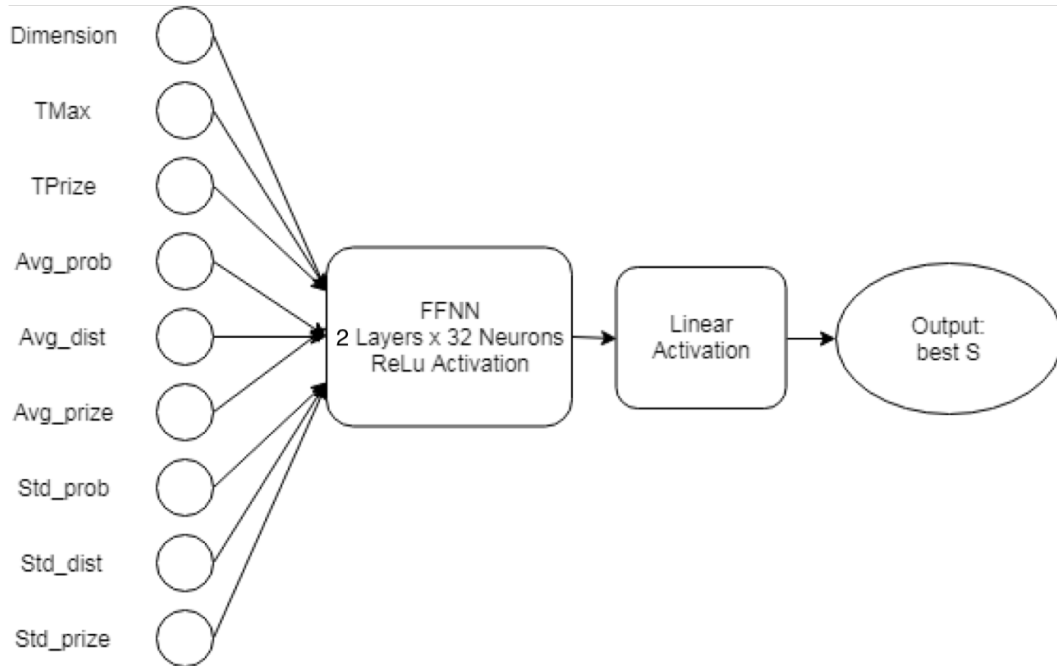 Dimension
TMax
TPrize
Avg_prob
Avg_dist
Avg_prize
Std_prob
Std_dist
Std_prize
FFNN
2 Layers x 32 Neurons
ReLu Activation
Linear
Activation
Output:
best S